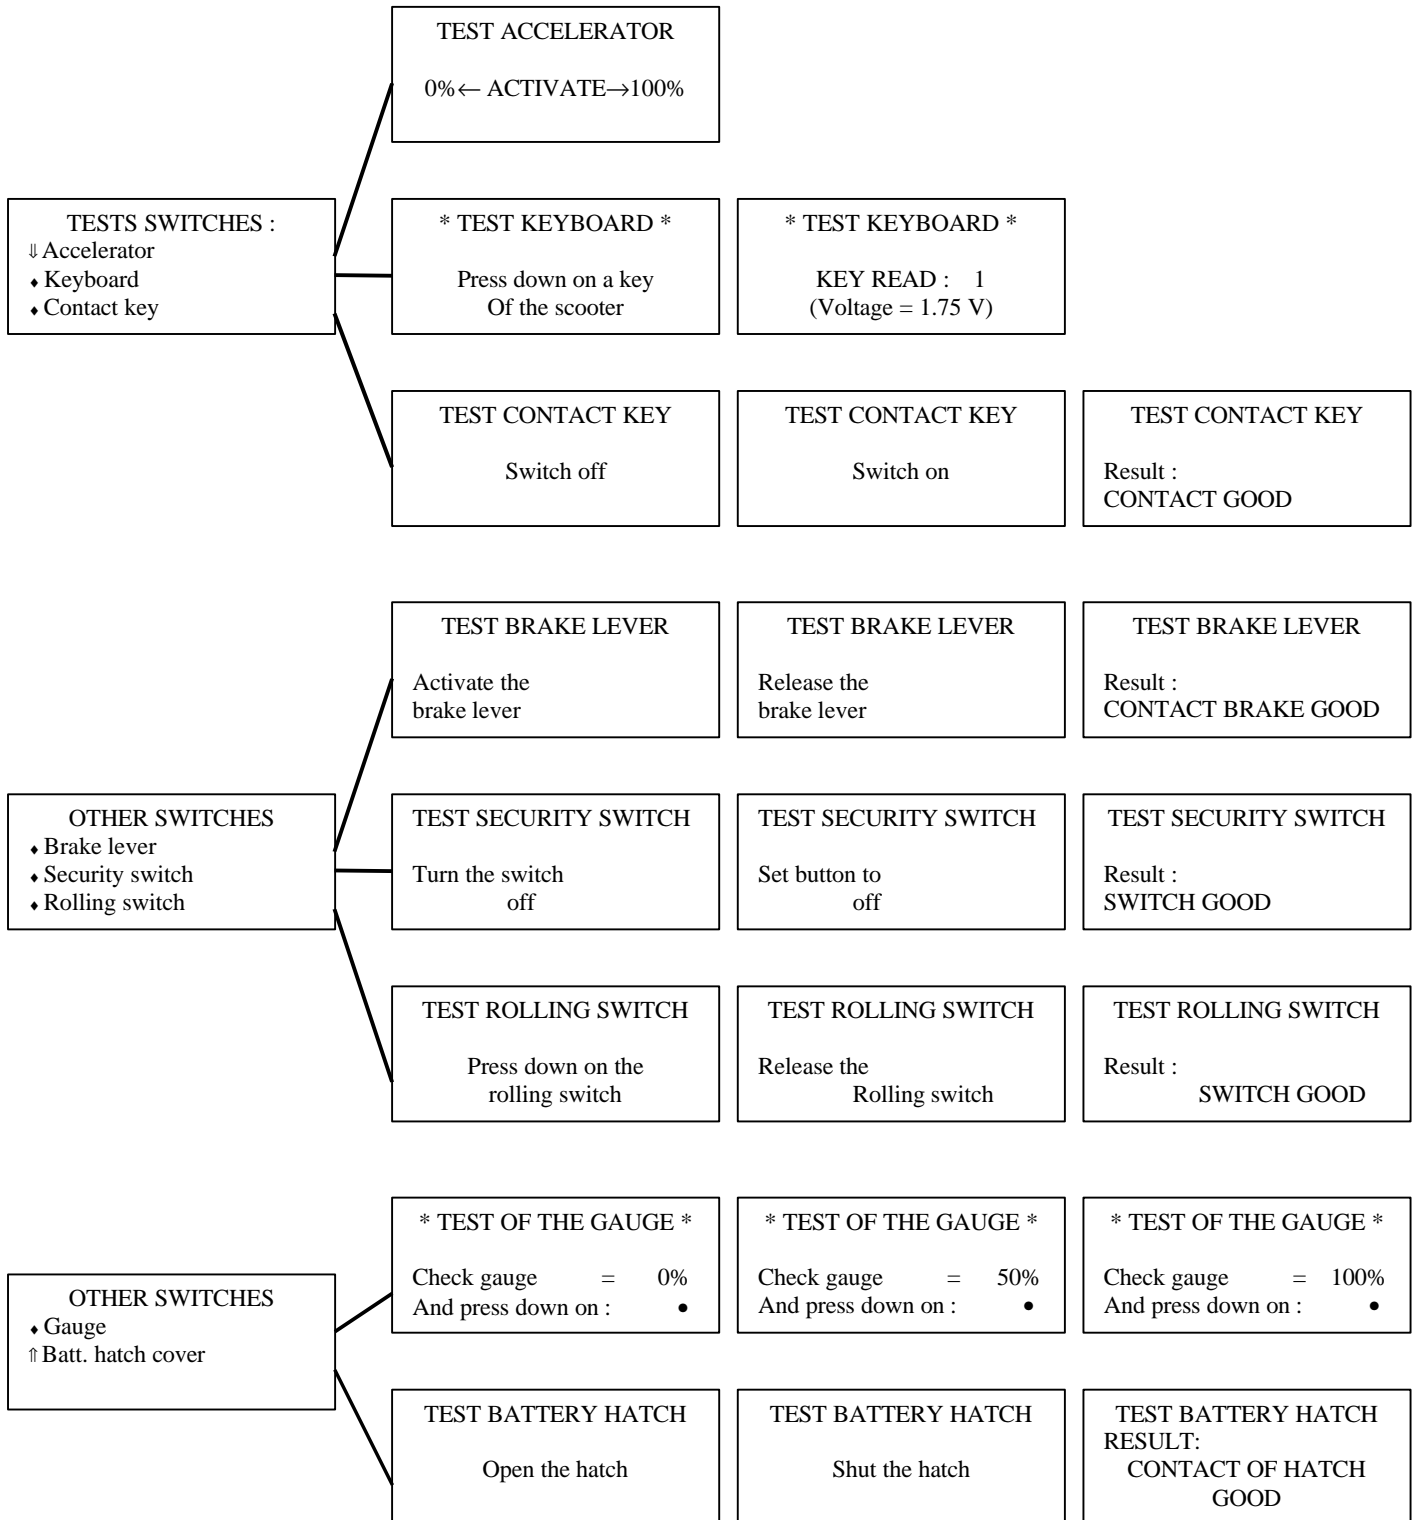 TEST ACCELERATOR
0%← ACTIVATE→100%
TESTS SWITCHES :
⇓Accelerator
♦ Keyboard
♦ Contact key
* TEST KEYBOARD *
Press down on a key
Of the scooter
* TEST KEYBOARD *
KEY READ : 1
(Voltage = 1.75 V)
TEST CONTACT KEY
Switch off
TEST CONTACT KEY
Switch on
TEST CONTACT KEY
Result :
CONTACT GOOD
TEST BRAKE LEVER
Activate the
brake lever
TEST BRAKE LEVER
Release the
brake lever
TEST BRAKE LEVER
Result :
CONTACT BRAKE GOOD
OTHER SWITCHES
♦ Brake lever
♦ Security switch
♦ Rolling switch
TEST SECURITY SWITCH
Turn the switch
off
TEST SECURITY SWITCH
Set button to
off
TEST SECURITY SWITCH
Result :
SWITCH GOOD
TEST ROLLING SWITCH
Press down on the
rolling switch
TEST ROLLING SWITCH
Release the
Rolling switch
TEST ROLLING SWITCH
Result :
SWITCH GOOD
* TEST OF THE GAUGE *
Check gauge = 0%
And press down on : •
* TEST OF THE GAUGE *
Check gauge = 50%
And press down on : •
* TEST OF THE GAUGE *
Check gauge = 100%
And press down on : •
OTHER SWITCHES
♦ Gauge
⇑Batt. hatch cover
TEST BATTERY HATCH
Open the hatch
TEST BATTERY HATCH
Shut the hatch
TEST BATTERY HATCH
RESULT:
CONTACT OF HATCH
GOOD